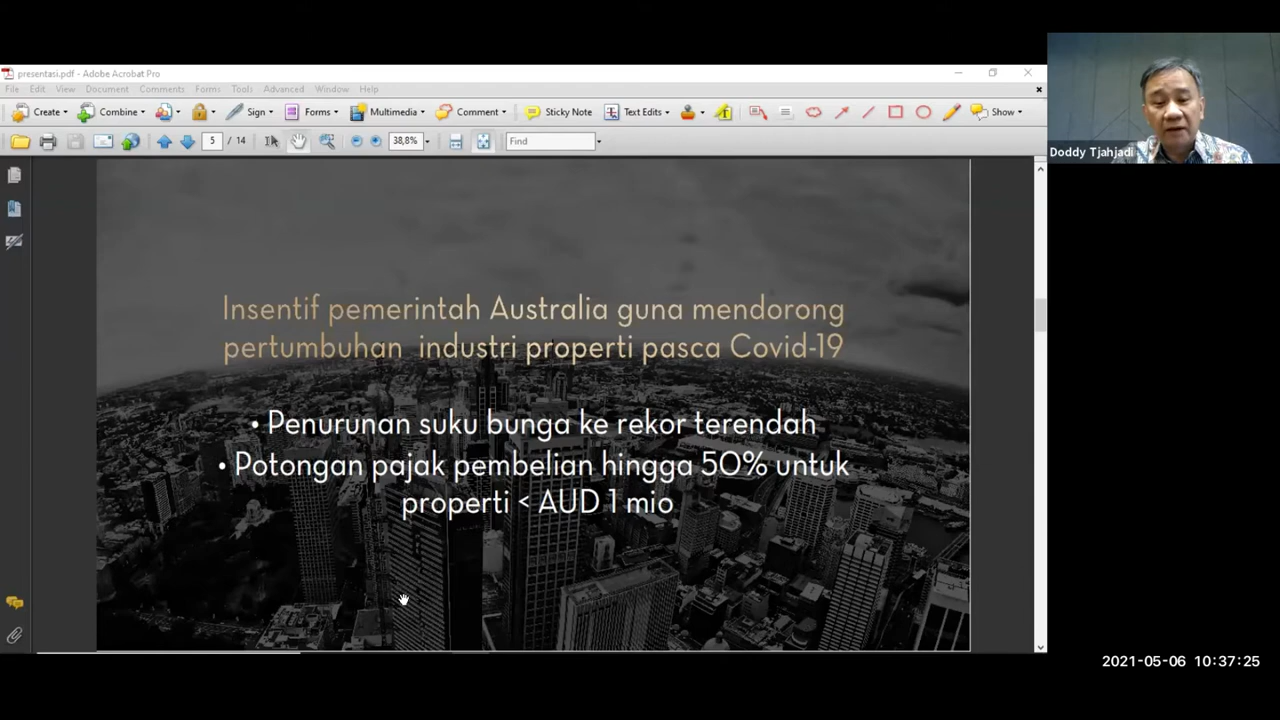 presentasi.pdf - Adobe Acrobat Pro
File Edit View Document Comments Forms Tools Advanced Window Help
Create Combine Sign Forms Multimedia Comment Sticky Note Text Edits Show
5 / 14 38,8% Find
Doddy Tjahjadi
Insentif pemerintah Australia guna mendorong
pertumbuhan industri properti pasca Covid-19
• Penurunan suku bunga ke rekor terendah
• Potongan pajak pembelian hingga 50% untuk
properti < AUD 1 mio
2021-05-06 10:37:25